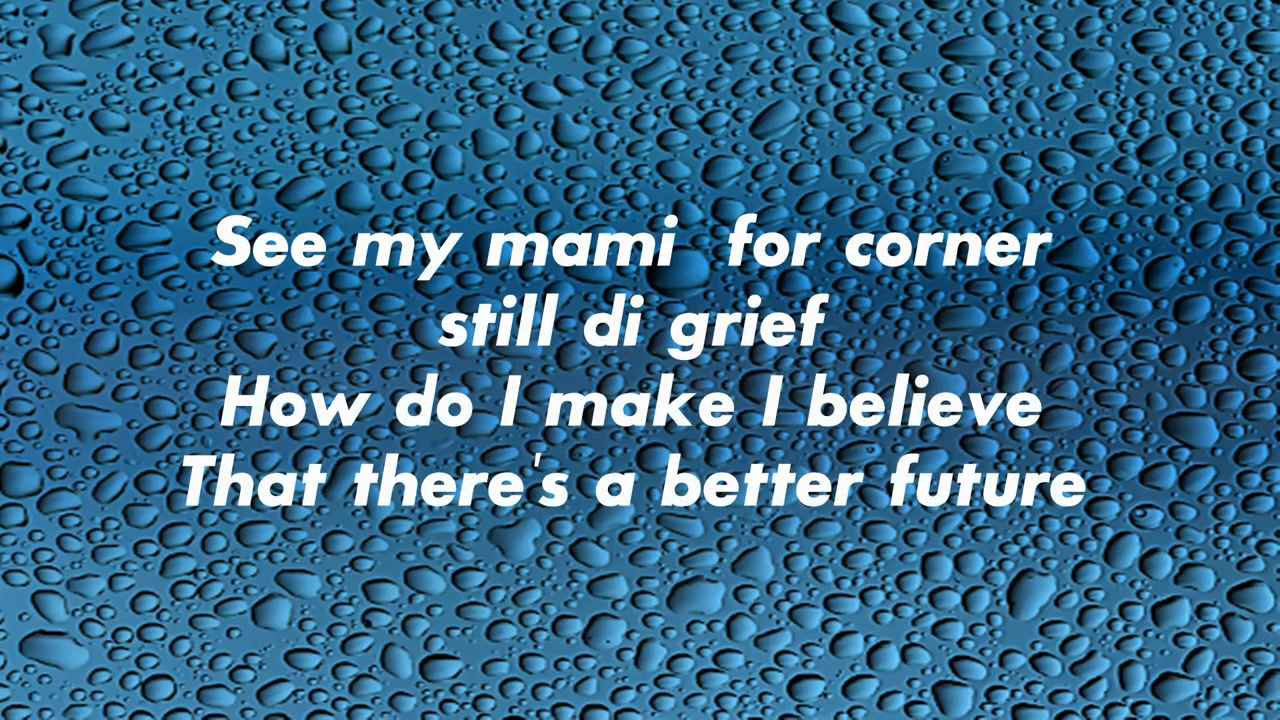 See my mami  for corner
still di grief
How do I make I believe
That there's a better future